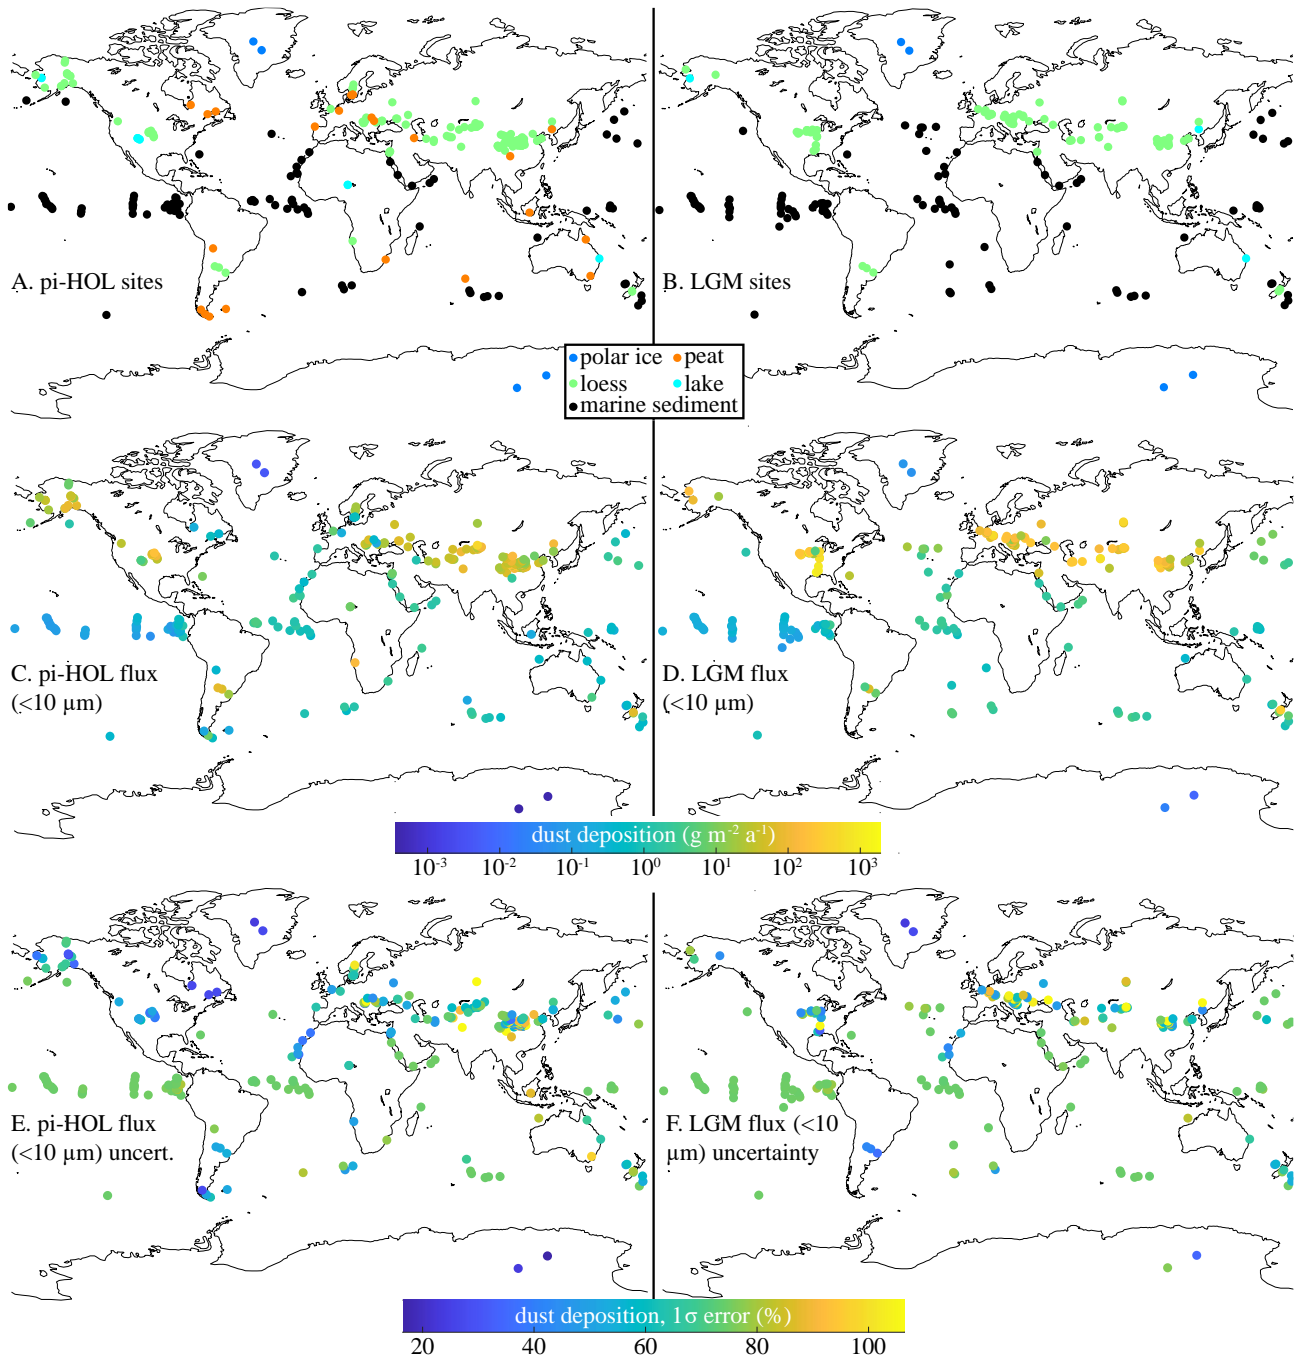 A. pi-HOL sites
B. LGM sites
polar ice
peat
loess
lake
marine sediment
C. pi-HOL flux
(<10 µm)
D. LGM flux
(<10 µm)
dust deposition (g m⁻² a⁻¹)
10⁻³ 10⁻² 10⁻¹ 10⁰ 10¹ 10² 10³
E. pi-HOL flux
(<10 µm) uncert.
F. LGM flux (<10
µm) uncertainty
dust deposition, 1σ error (%)
20 40 60 80 100